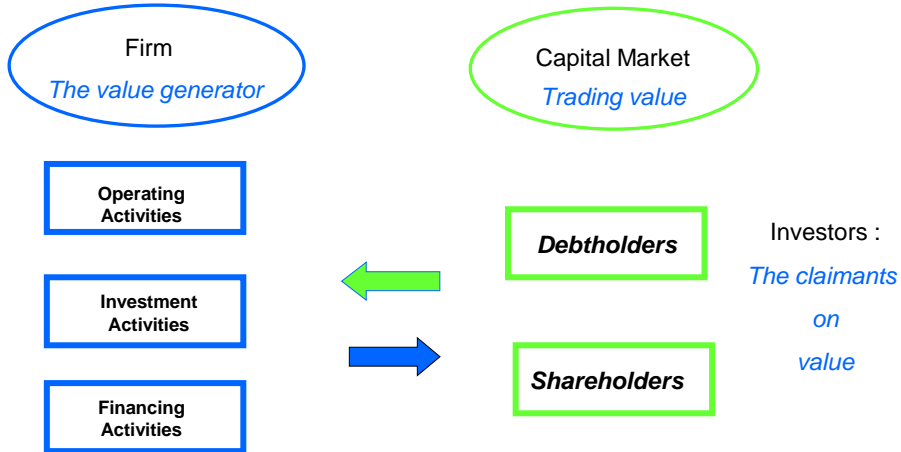 Firm
The value generator
Capital Market
Trading value
Operating
Activities
Investment
Activities
Financing
Activities
Debtholders
Shareholders
Investors :
The claimants
on
value